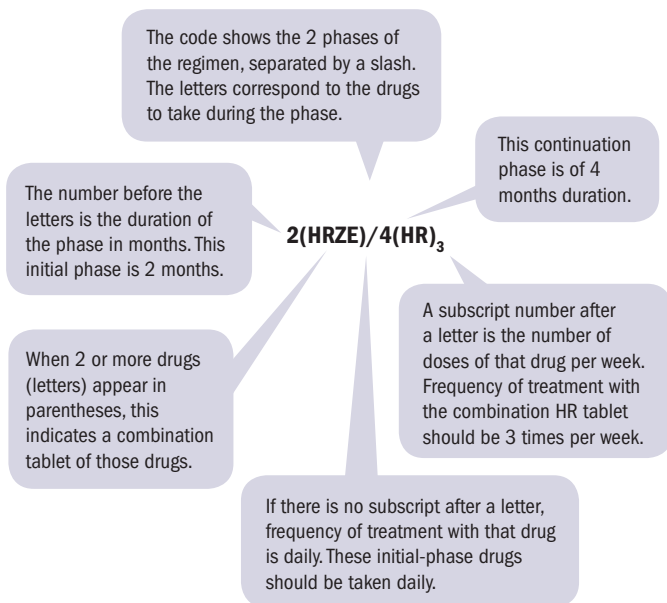 The code shows the 2 phases of
the regimen, separated by a slash.
The letters correspond to the drugs
to take during the phase.
This continuation
phase is of 4
months duration.
The number before the
letters is the duration of
the phase in months. This
initial phase is 2 months.
2(HRZE)/4(HR)₃
A subscript number after
a letter is the number of
doses of that drug per week.
Frequency of treatment with
the combination HR tablet
should be 3 times per week.
When 2 or more drugs
(letters) appear in
parentheses, this
indicates a combination
tablet of those drugs.
If there is no subscript after a letter,
frequency of treatment with that drug
is daily. These initial-phase drugs
should be taken daily.